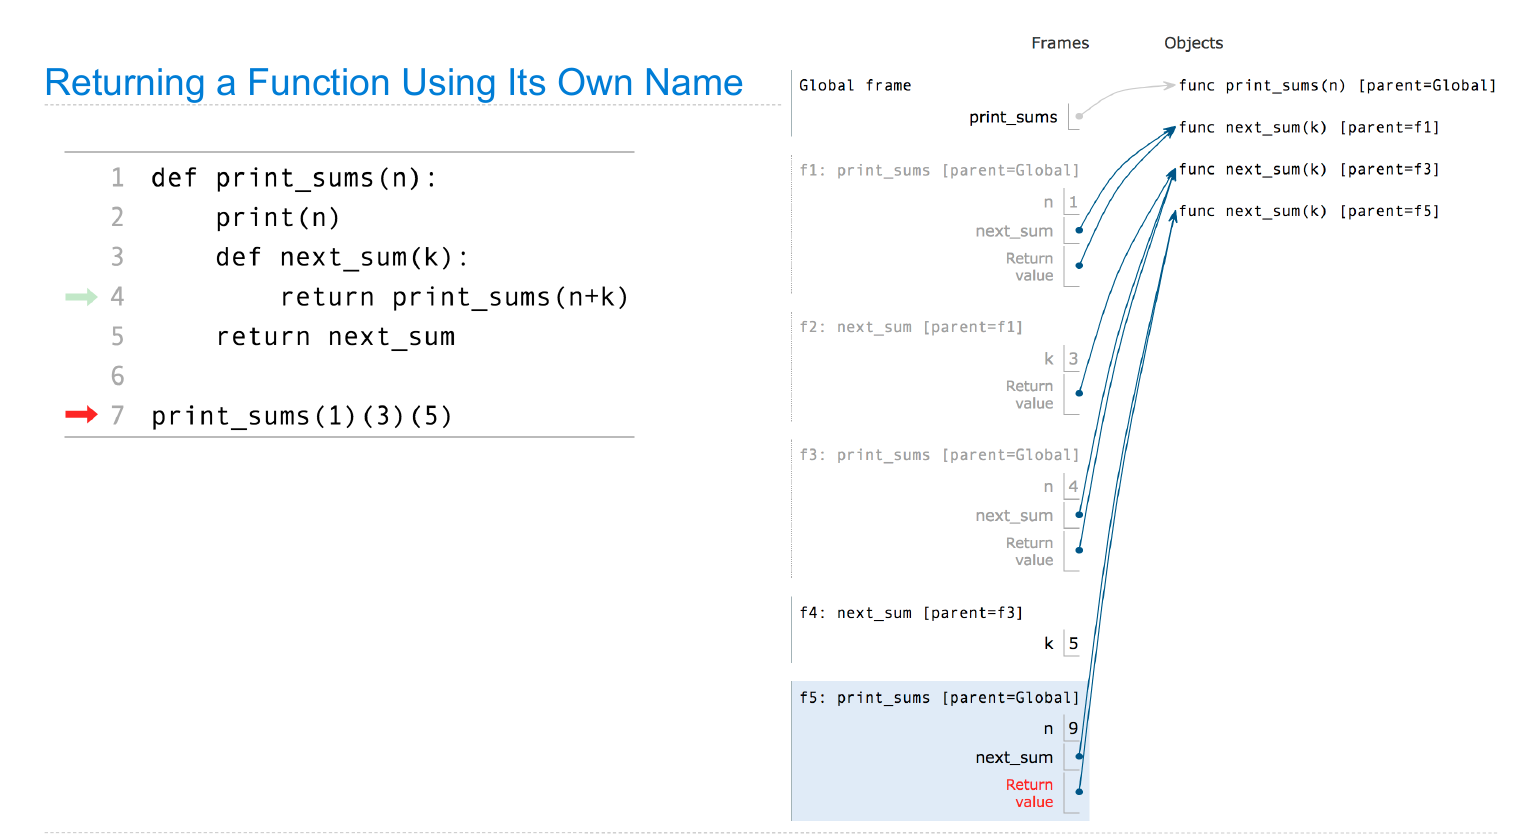 Returning a Function Using Its Own Name
1 def print_sums(n):
2     print(n)
3     def next_sum(k):
4         return print_sums(n+k)
5     return next_sum
6
7 print_sums(1)(3)(5)
Frames Objects
Global frame
print_sums
func print_sums(n) [parent=Global]
func next_sum(k) [parent=f1]
func next_sum(k) [parent=f3]
func next_sum(k) [parent=f5]
f1: print_sums [parent=Global]
n 1
next_sum
Return
value
f2: next_sum [parent=f1]
k 3
Return
value
f3: print_sums [parent=Global]
n 4
next_sum
Return
value
f4: next_sum [parent=f3]
k 5
f5: print_sums [parent=Global]
n 9
next_sum
Return
value